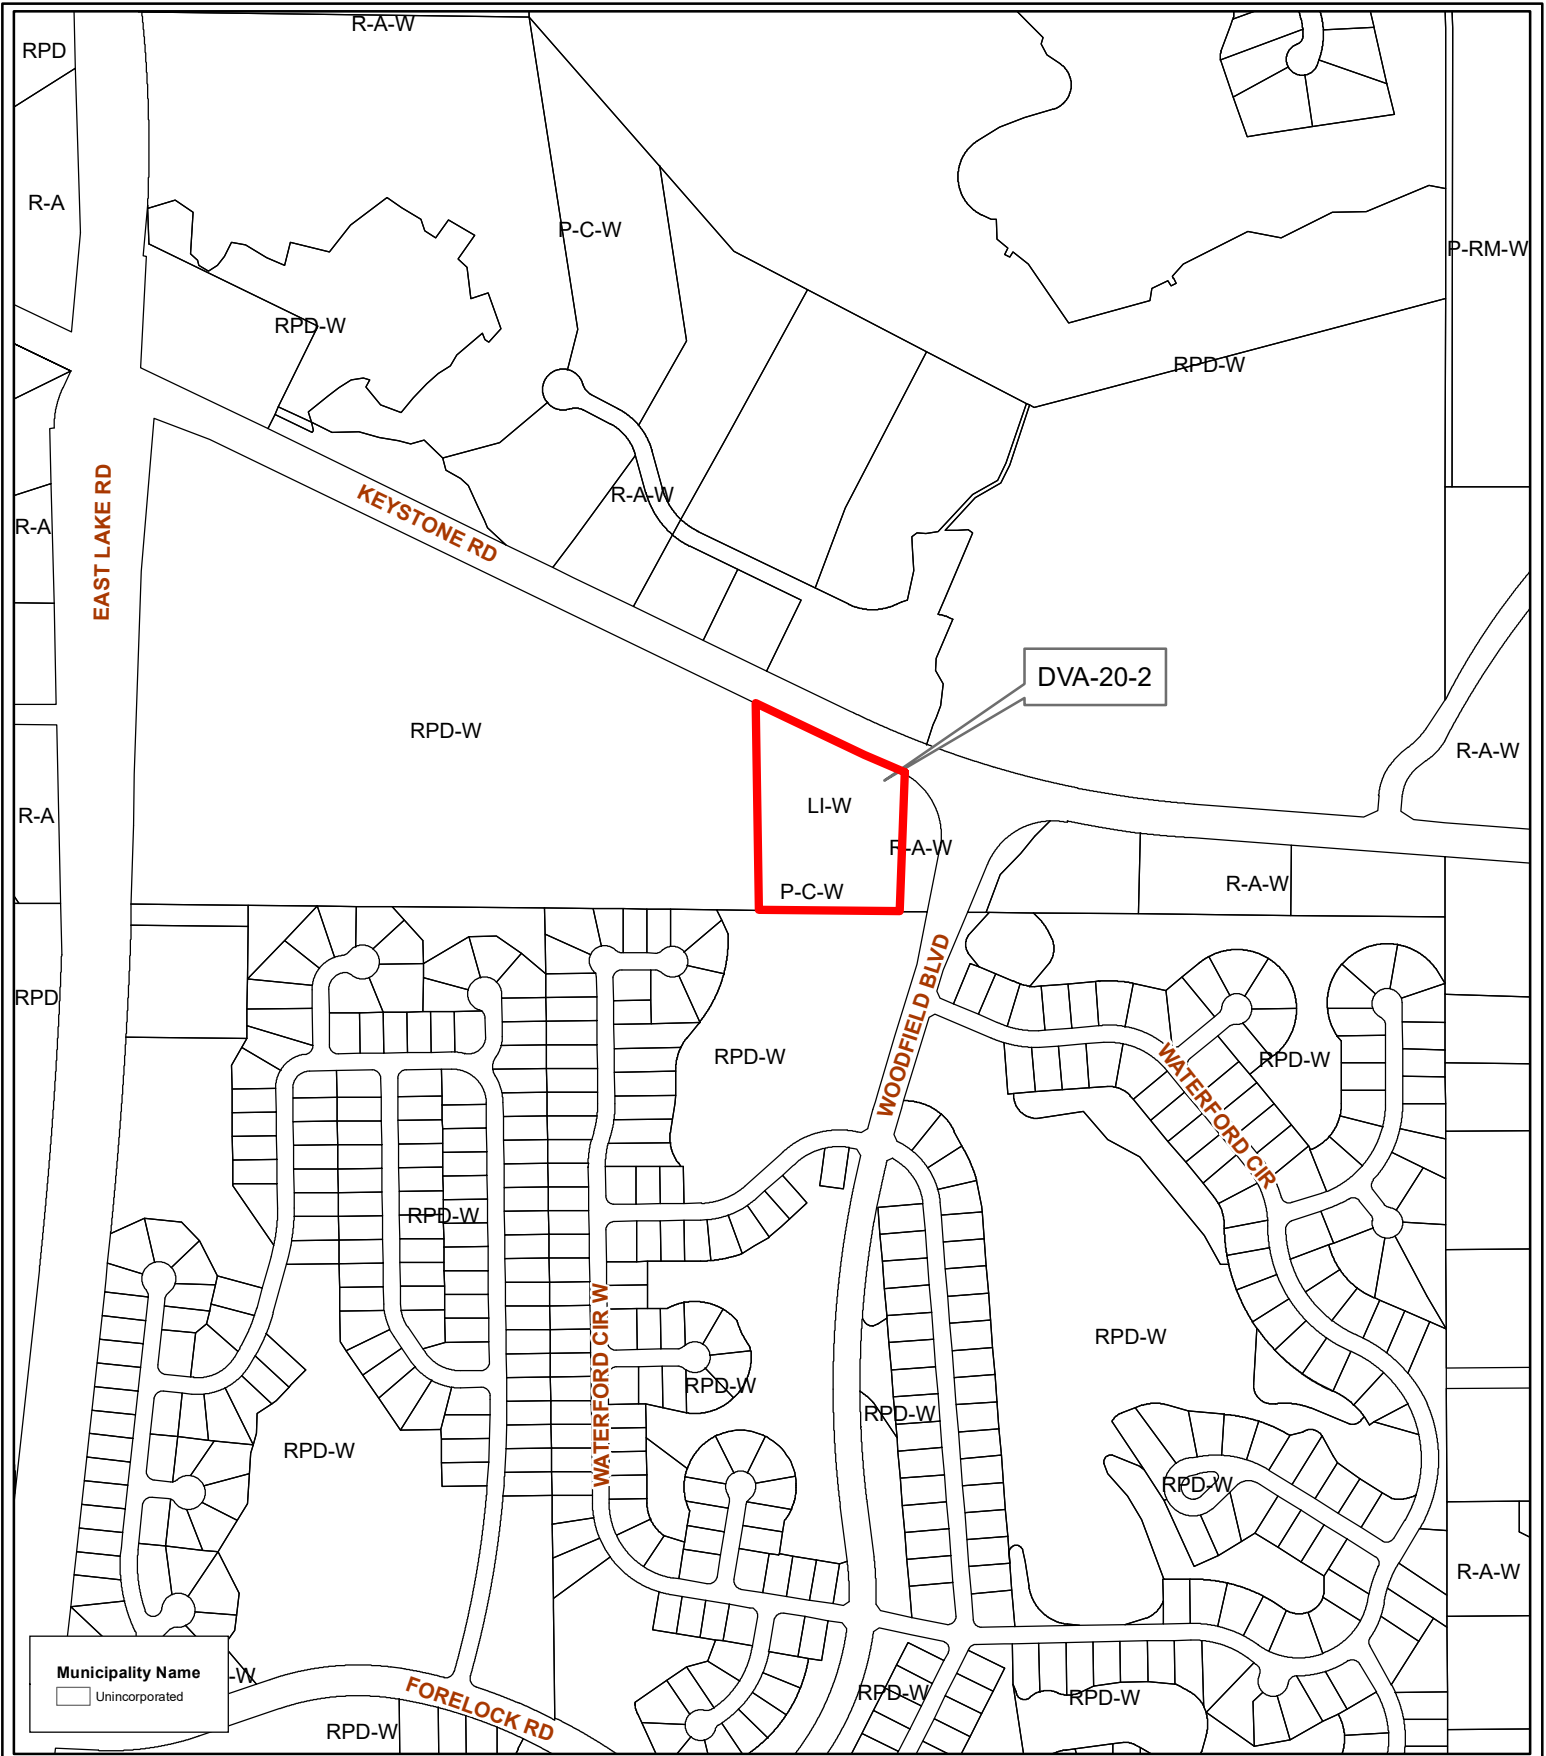 R-A-W
RPD
R-A
P-C-W
P-RM-W
RPD-W
RPD-W
R-A-W
KEYSTONE RD
EAST LAKE RD
R-A
DVA-20-2
RPD-W
R-A-W
LI-W
R-A
R-A-W
P-C-W
R-A-W
WOODFIELD BLVD
RPD
RPD-W
RPD-W
WATERFORD CIR
RPD-W
WATERFORD CIR W
RPD-W
RPD-W
RPD-W
RPD-W
RPD-W
R-A-W
Municipality Name
Unincorporated
-W
FORELOCK RD
RPD-W
RPD-W
RPD-W